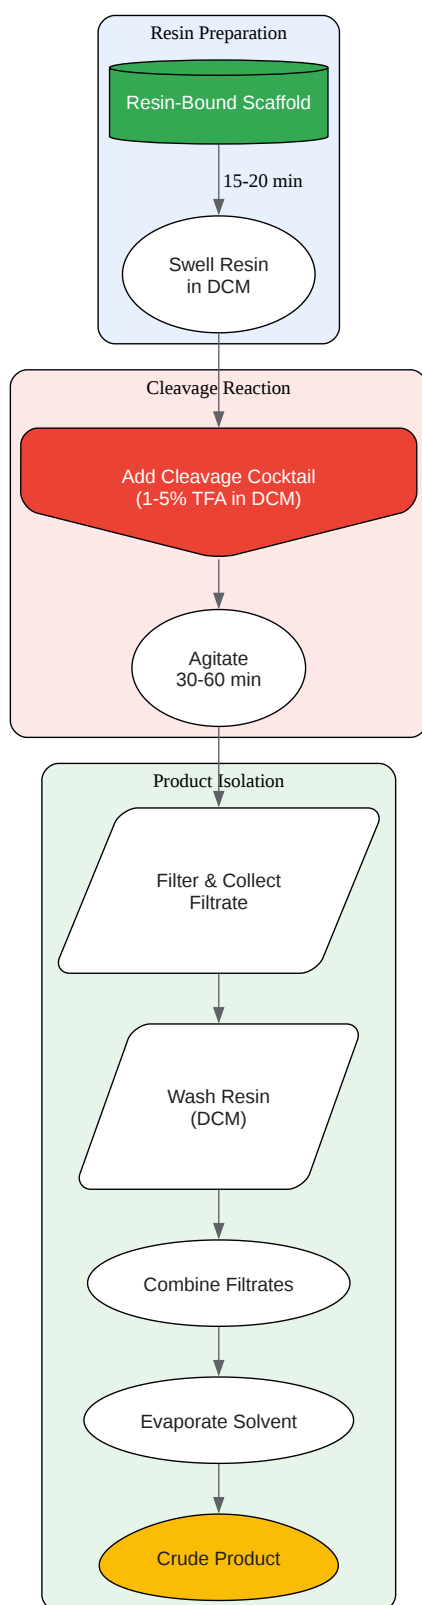 Resin Preparation
Resin-Bound Scaffold
15-20 min
Swell Resin
in DCM
Cleavage Reaction
Add Cleavage Cocktail
(1-5% TFA in DCM)
Agitate
30-60 min
Product Isolation
Filter & Collect
Filtrate
Wash Resin
(DCM)
Combine Filtrates
Evaporate Solvent
Crude Product